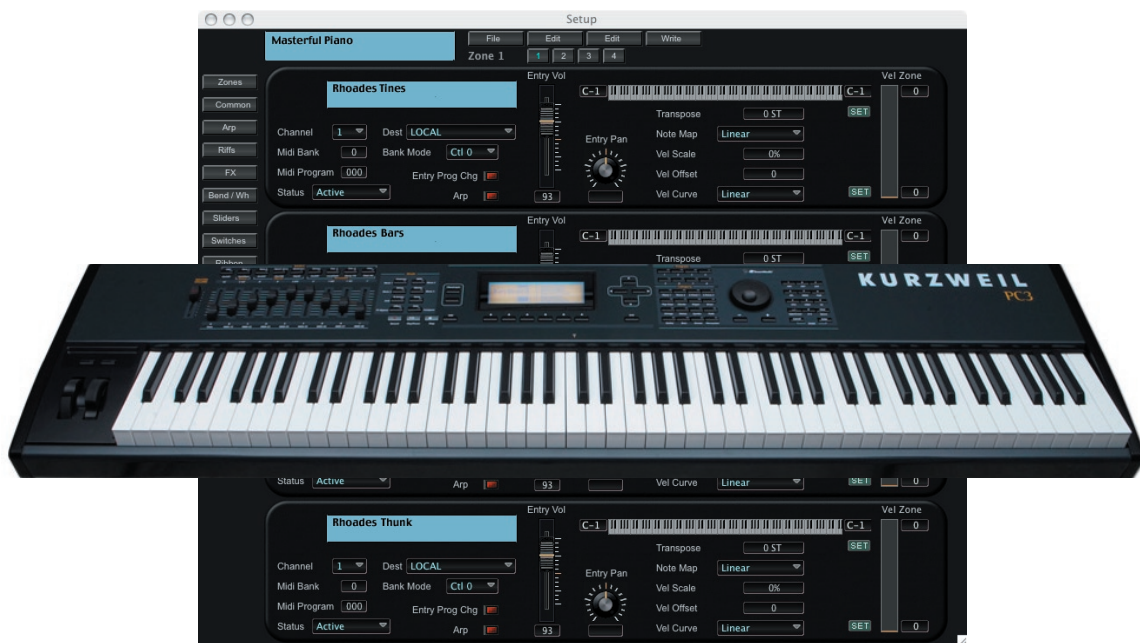 Setup
Masterful Piano
File Edit Edit Write
Zone 1 1 2 3 4
Zones
Common
Arp
Riffs
FX
Bend / Wh
Sliders
Switches
Ribbon
Rhoades Tines
Entry Vol
C-1 C-1
Vel Zone
0
Channel 1 Dest LOCAL
Midi Bank 0 Bank Mode Ctl 0
Midi Program 000 Entry Prog Chg
Status Active Arp
93
Entry Pan
Transpose 0 ST
Note Map Linear
Vel Scale 0%
Vel Offset 0
Vel Curve Linear
SET
SET 0
Rhoades Bars
Entry Vol
C-1 C-1
Vel Zone
0
Transpose 0 ST
SET
KURZWEIL
PC3
Status Active Arp
93
Vel Curve Linear
SET 0
Rhoades Thunk
Entry Vol
C-1 C-1
Vel Zone
0
Channel 1 Dest LOCAL
Midi Bank 0 Bank Mode Ctl 0
Midi Program 000 Entry Prog Chg
Status Active Arp
93
Entry Pan
Transpose 0 ST
Note Map Linear
Vel Scale 0%
Vel Offset 0
Vel Curve Linear
SET
SET 0